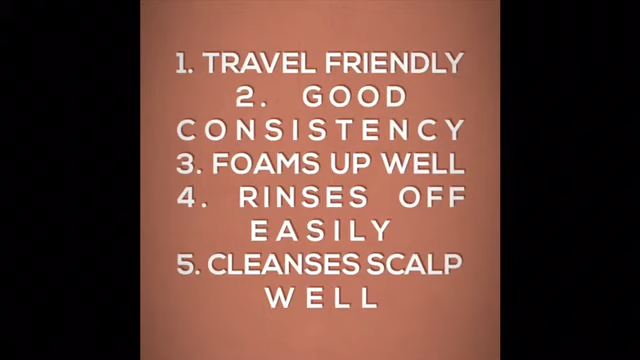 1. TRAVEL FRIENDLY
2. GOOD
CONSISTENCY
3. FOAMS UP WELL
4. RINSES OFF
EASILY
5. CLEANSES SCALP
WELL